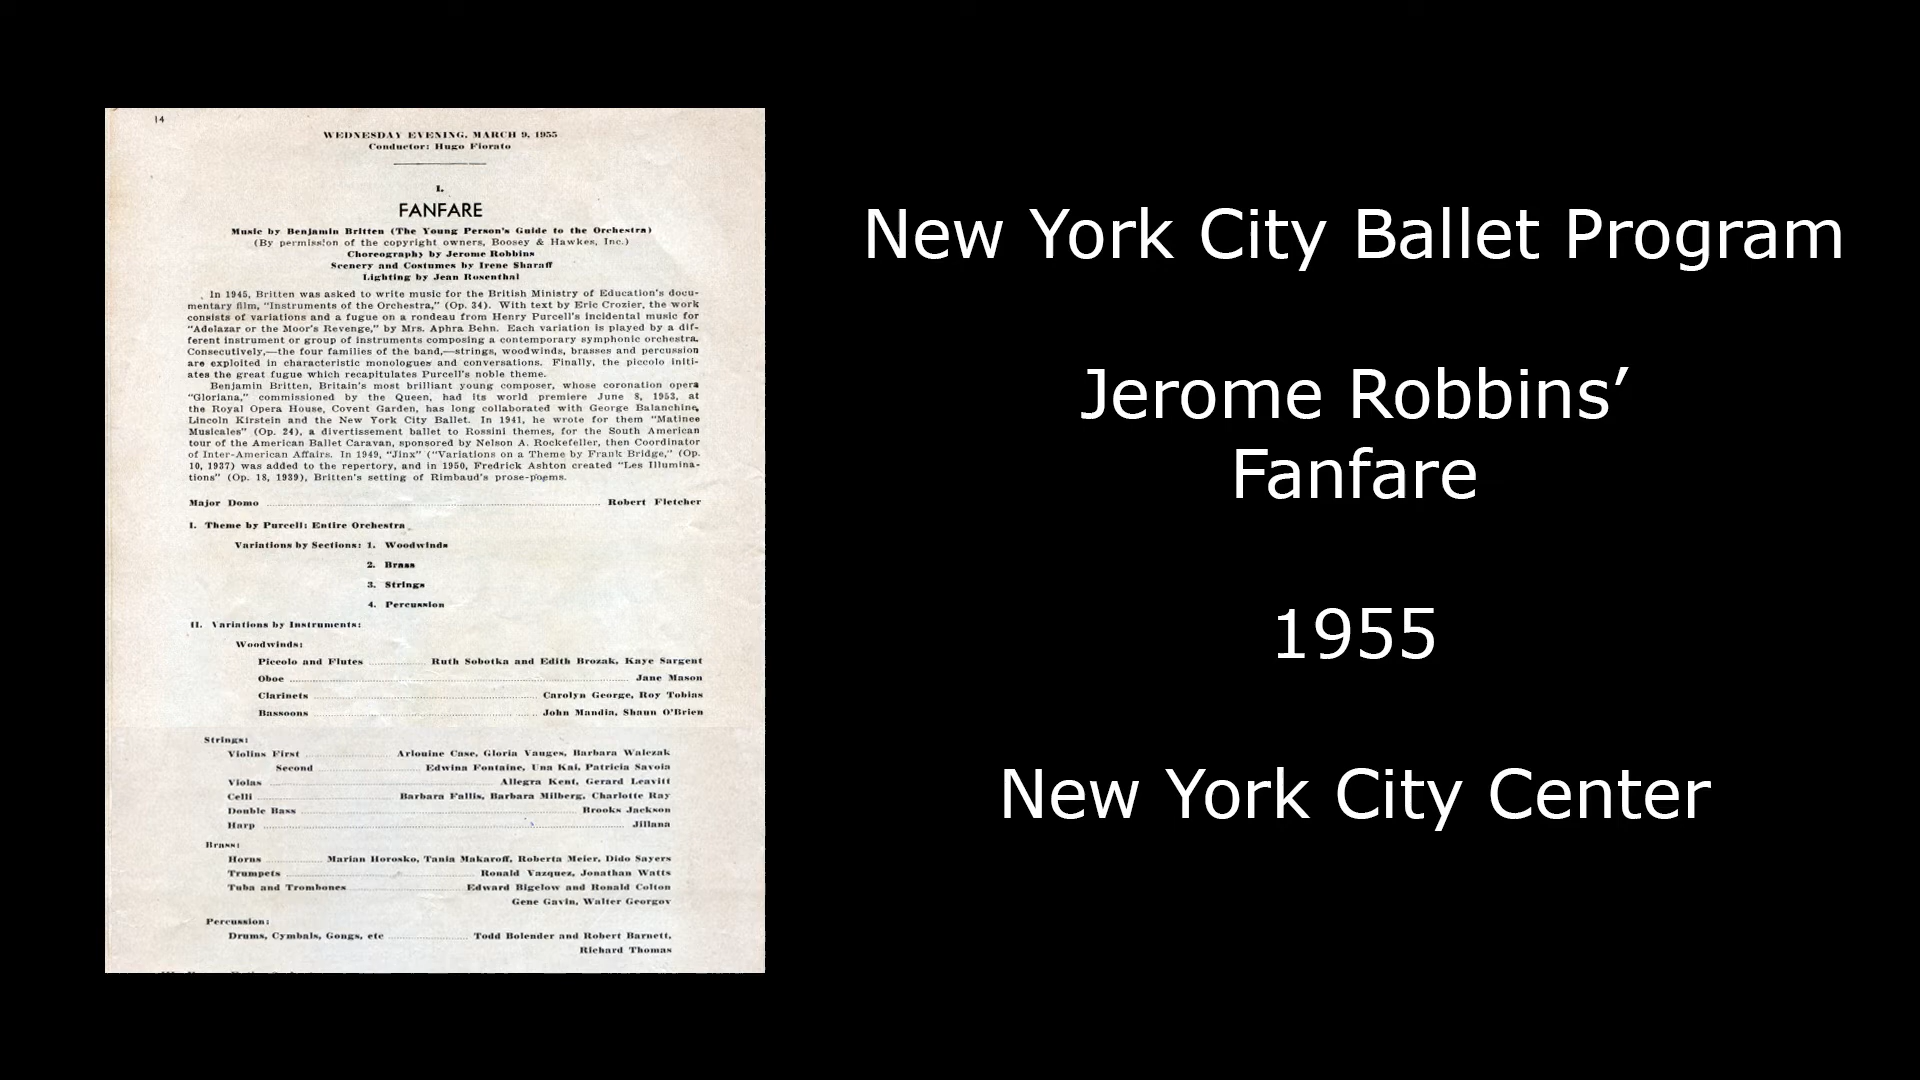 14
WEDNESDAY EVENING, MARCH 9, 1955
Conductor: Hugo Fiorato
I.
FANFARE
Music by Benjamin Britten (The Young Person's Guide to the Orchestra)
(By permission of the copyright owners, Boosey & Hawkes, Inc.)
Choreography by Jerome Robbins
Scenery and Costumes by Irene Sharaff
Lighting by Jean Rosenthal
In 1945, Britten was asked to write music for the British Ministry of Education's docu-
mentary film, "Instruments of the Orchestra," (Op. 34). With text by Eric Crozier, the work
consists of variations and a fugue on a rondeau from Henry Purcell's incidental music for
"Adelazar or the Moor's Revenge," by Mrs. Aphra Behn. Each variation is played by a dif-
ferent instrument or group of instruments composing a contemporary symphonic orchestra.
Consecutively,—the four families of the band,—strings, woodwinds, brasses and percussion
are exploited in characteristic monologues and conversations. Finally, the piccolo initi-
ates the great fugue which recapitulates Purcell's noble theme.
Benjamin Britten, Britain's most brilliant young composer, whose coronation opera
"Gloriana," commissioned by the Queen, had its world premiere June 8, 1953, at
the Royal Opera House, Covent Garden, has long collaborated with George Balanchine,
Lincoln Kirstein and the New York City Ballet. In 1941, he wrote for them "Matinee
Musicales" (Op. 24), a divertissement ballet to Rossini themes, for the South American
tour of the American Ballet Caravan, sponsored by Nelson A. Rockefeller, then Coordinator
of Inter-American Affairs. In 1949, "Jinx" ("Variations on a Theme by Frank Bridge," (Op.
10, 1937) was added to the repertory, and in 1950, Fredrick Ashton created "Les Illumina-
tions" (Op. 18, 1939), Britten's setting of Rimbaud's prose-poems.
Major Domo Robert Fletcher
I. Theme by Purcell: Entire Orchestra
Variations by Sections: 1. Woodwinds
2. Brass
3. Strings
4. Percussion
II. Variations by Instruments:
Woodwinds:
Piccolo and Flutes Ruth Sobotka and Edith Brozak, Kaye Sargent
Oboe Jane Mason
Clarinets Carolyn George, Roy Tobias
Bassoons John Mandia, Shaun O'Brien
Strings:
Violins First Arlouine Case, Gloria Vauges, Barbara Walczak
Second Edwina Fontaine, Una Kai, Patricia Savoia
Violas Allegra Kent, Gerard Leavitt
Celli Barbara Fallis, Barbara Milberg, Charlotte Ray
Double Bass Brooks Jackson
Harp Jillana
Brass:
Horns Marian Horosko, Tania Makaroff, Roberta Meier, Dido Sayers
Trumpets Ronald Vazquez, Jonathan Watts
Tuba and Trombones Edward Bigelow and Ronald Colton
Gene Gavin, Walter Georgov
Percussion:
Drums, Cymbals, Gongs, etc Todd Bolender and Robert Barnett,
Richard Thomas
New York City Ballet Program
Jerome Robbins’
Fanfare
1955
New York City Center